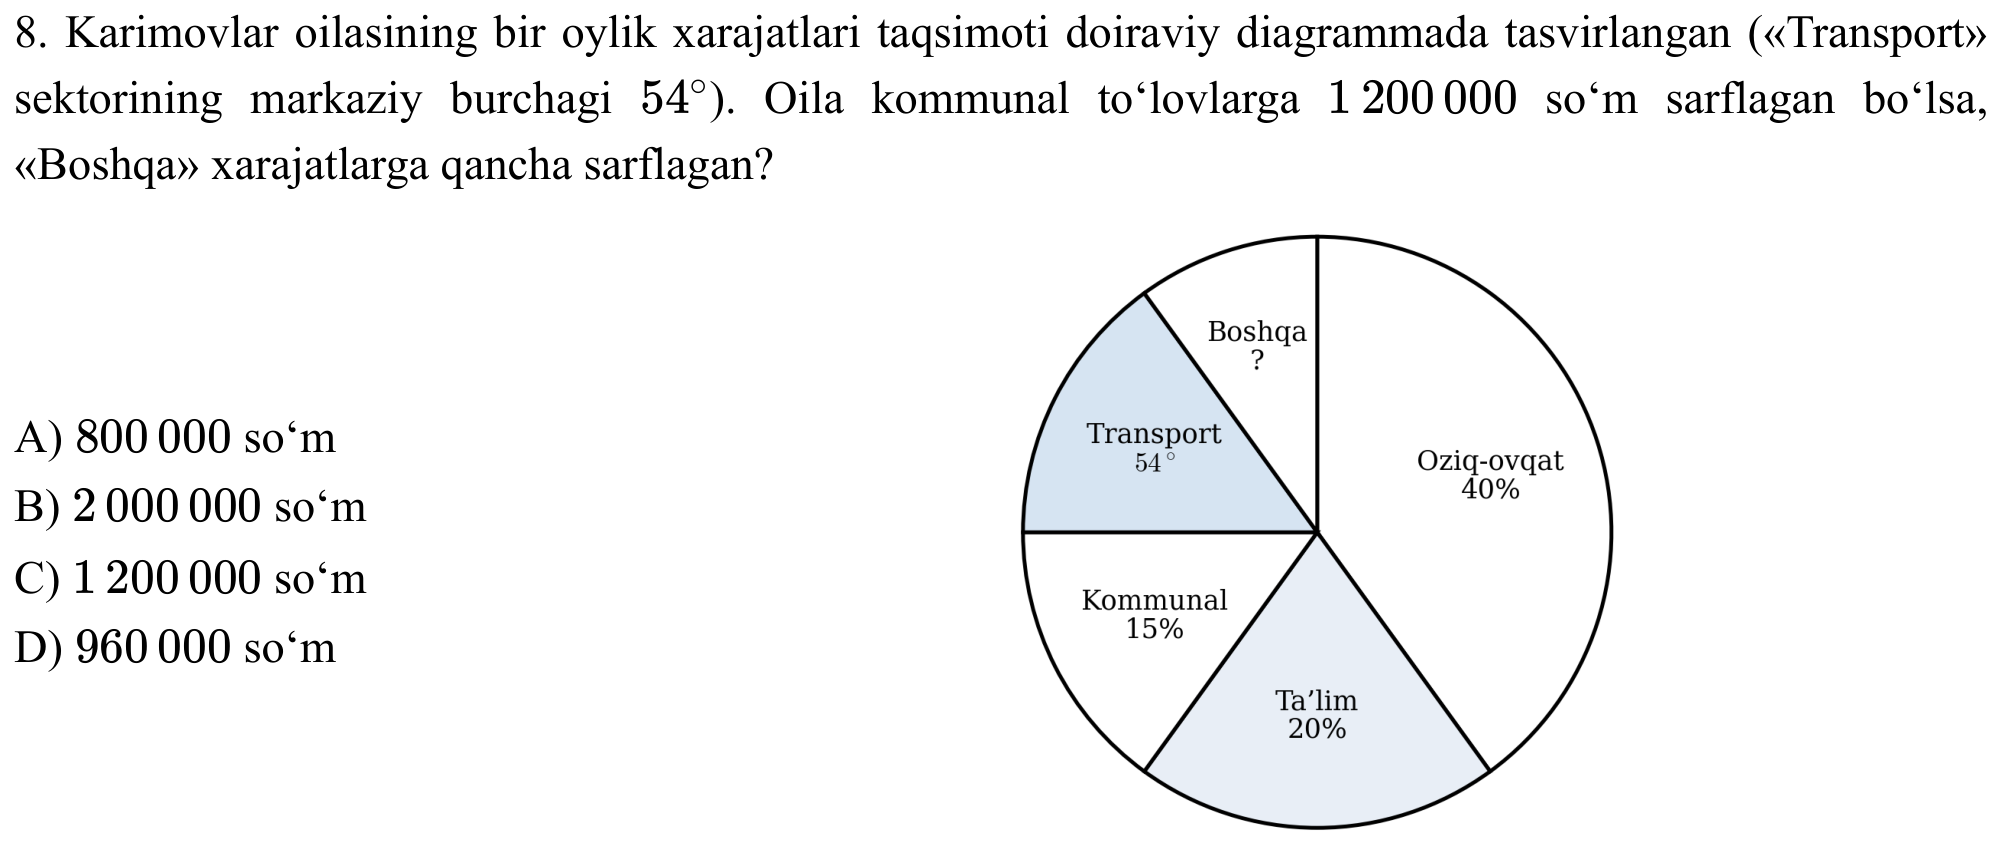 8. Karimovlar oilasining bir oylik xarajatlari taqsimoti doiraviy diagrammada tasvirlangan («Transport»
sektorining markaziy burchagi 54°). Oila kommunal to‘lovlarga 1 200 000 so‘m sarflagan bo‘lsa,
«Boshqa» xarajatlarga qancha sarflagan?
Boshqa
?
Transport
54°
Oziq-ovqat
40%
Kommunal
15%
Ta’lim
20%
A) 800 000 so‘m
B) 2 000 000 so‘m
C) 1 200 000 so‘m
D) 960 000 so‘m